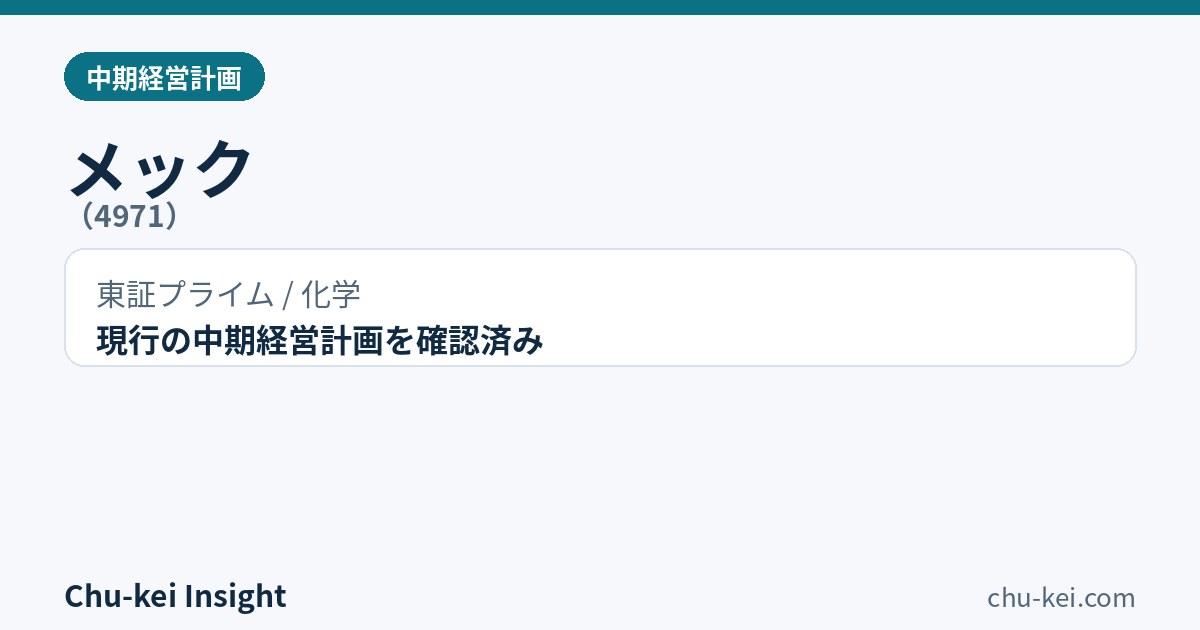 中期経営計画
メック
（4971）
東証プライム / 化学
現行の中期経営計画を確認済み
Chu-kei Insight
chu-kei.com